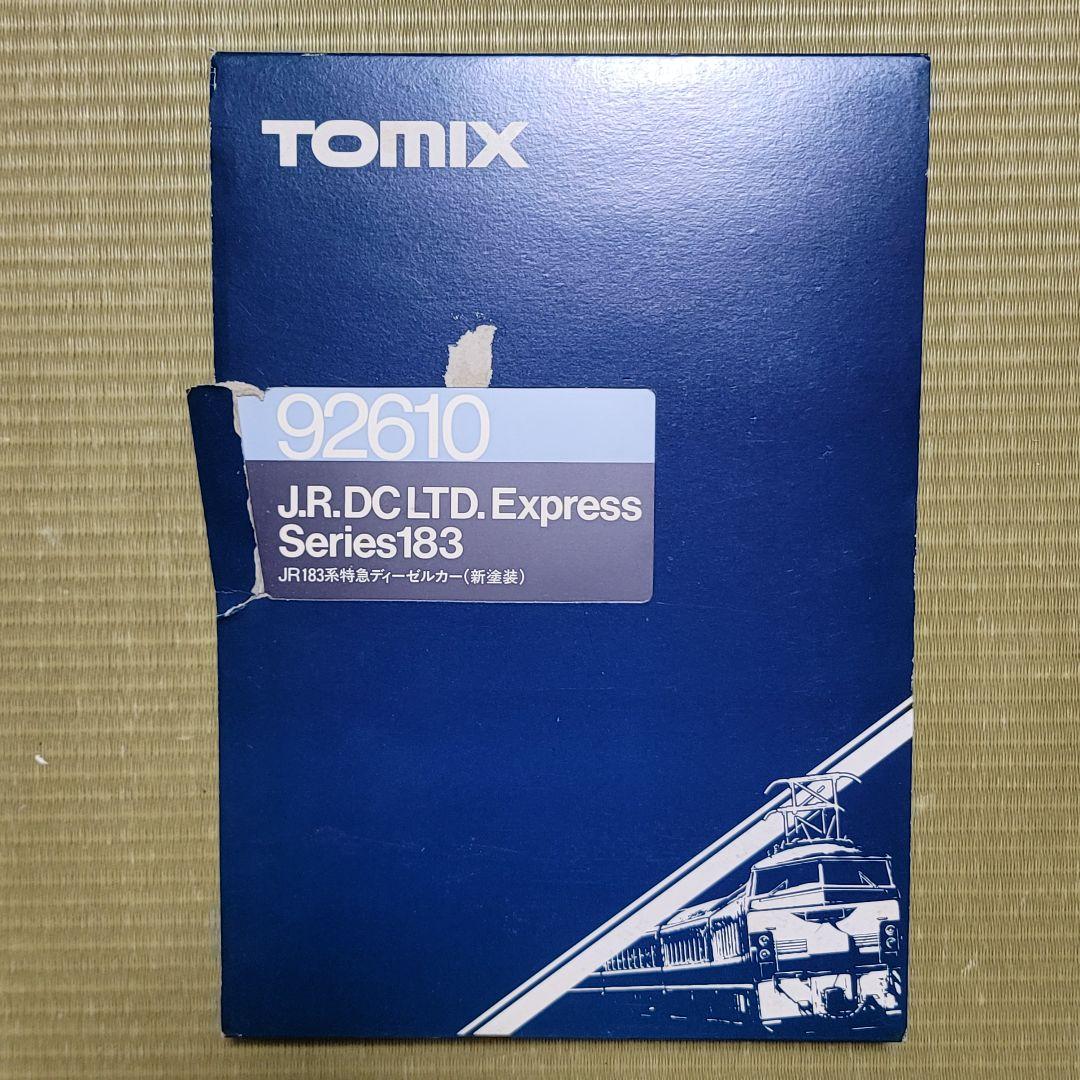 TOMIX
92610
J.R.DC LTD. Express
Series183
JR183系特急ディーゼルカー(新塗装)